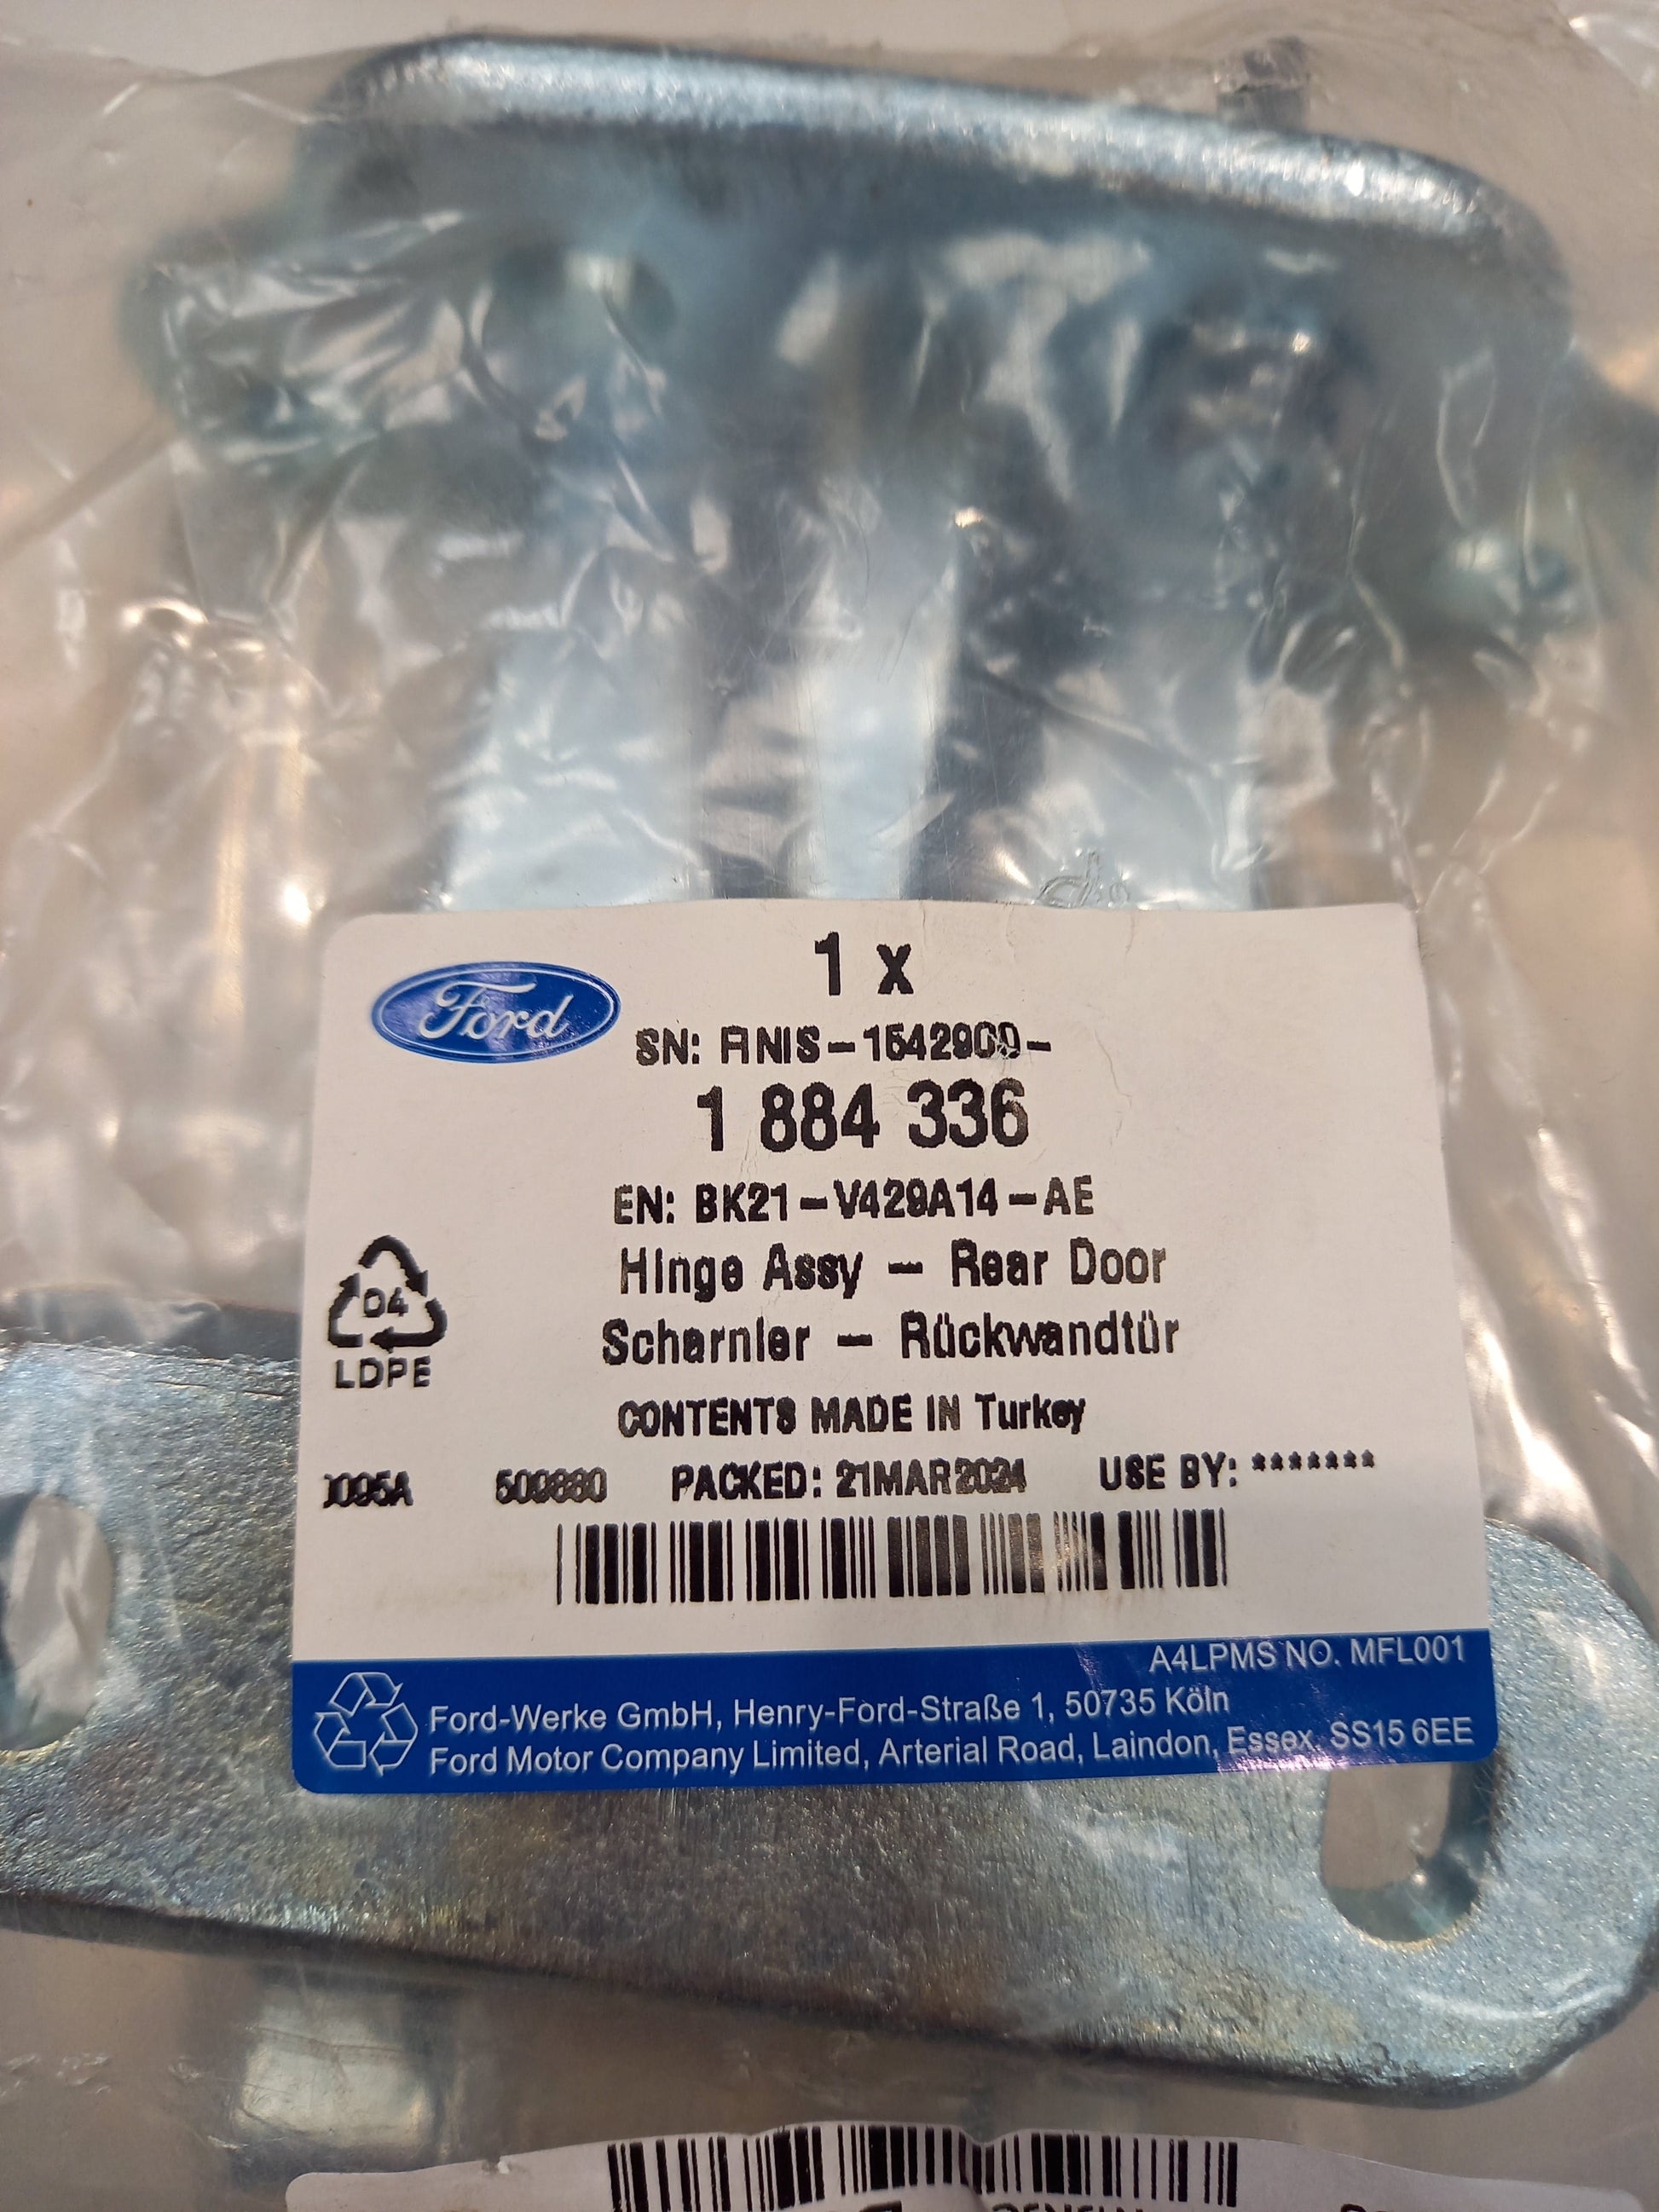 Ford
1 x
SN: FINIS-1542909-
1 884 336
EN: BK21-V429A14-AE
Hinge Assy - Rear Door
Scharnier - Rückwandtür
04
LDPE
CONTENTS MADE IN Turkey
PACKED: 21MAR2024 USE BY: *******
A4LPMS NO. MFL001
Ford-Werke GmbH, Henry-Ford-Straße 1, 50735 Köln
Ford Motor Company Limited, Arterial Road, Laindon, Essex, SS15 6EE